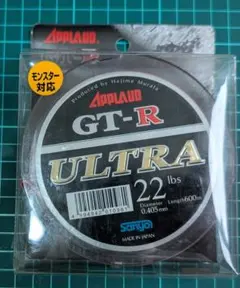 APPLAUD
モンスター
対応
Produced by Hajime Murata
APPLAUD
GT-R
ULTRA
22 lbs
Diameter 0.405mm
Length 600m
Sanyo
MADE IN JAPAN